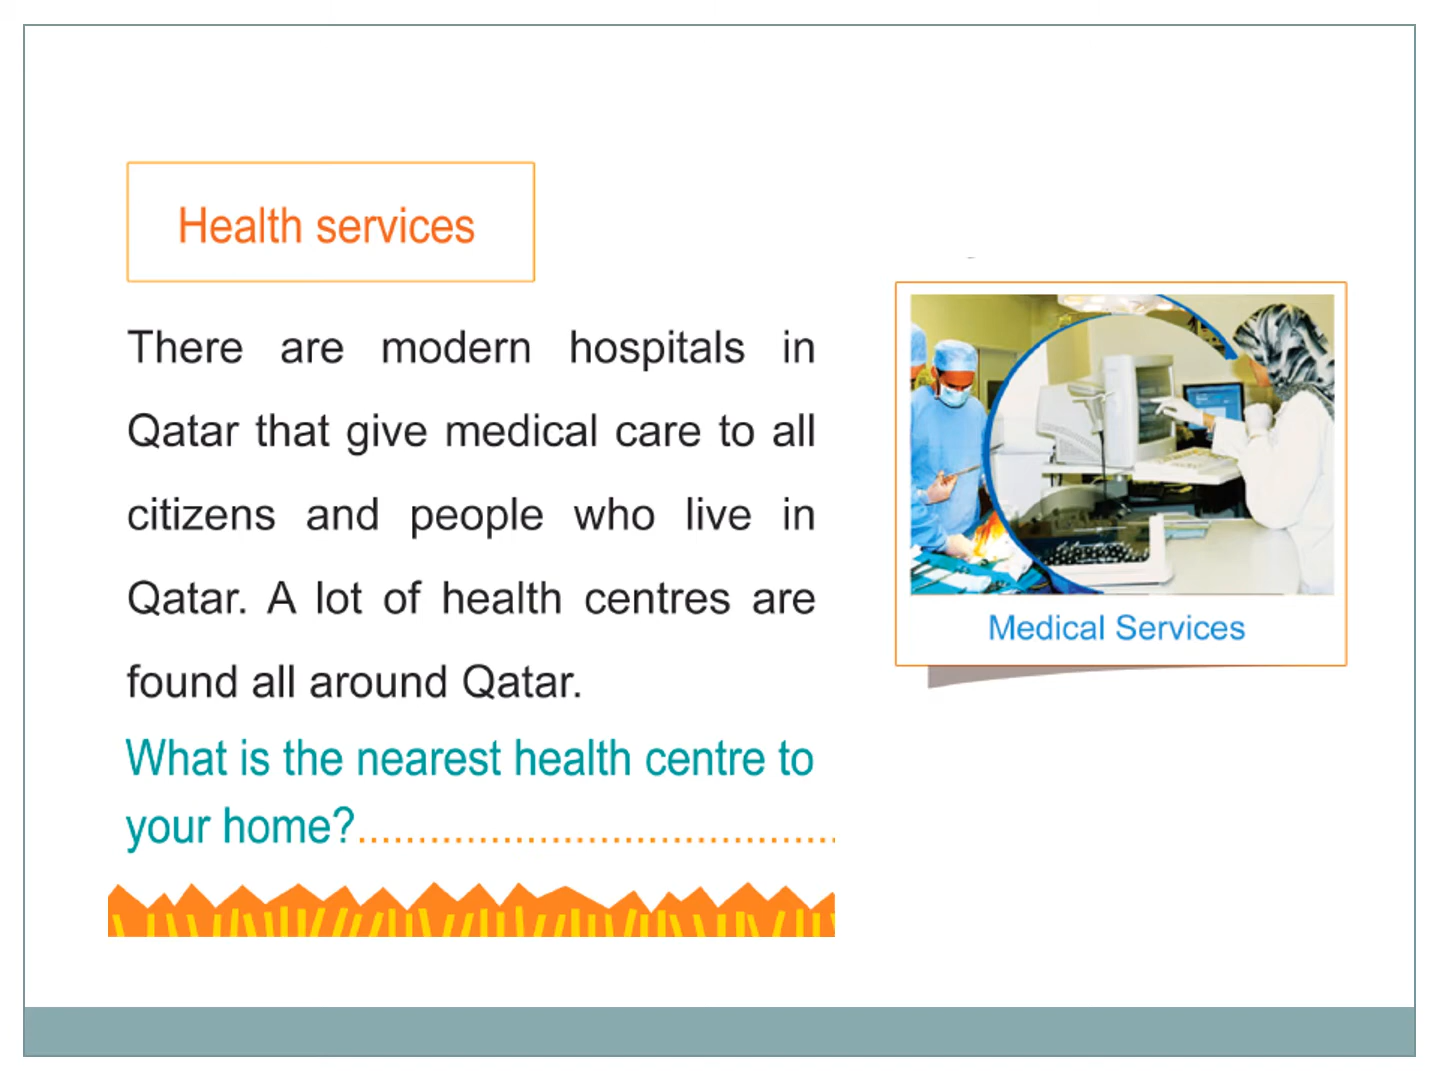 Health services
There are modern hospitals in
Qatar that give medical care to all
citizens and people who live in
Qatar. A lot of health centres are
found all around Qatar.
What is the nearest health centre to
your home?........................................
Medical Services